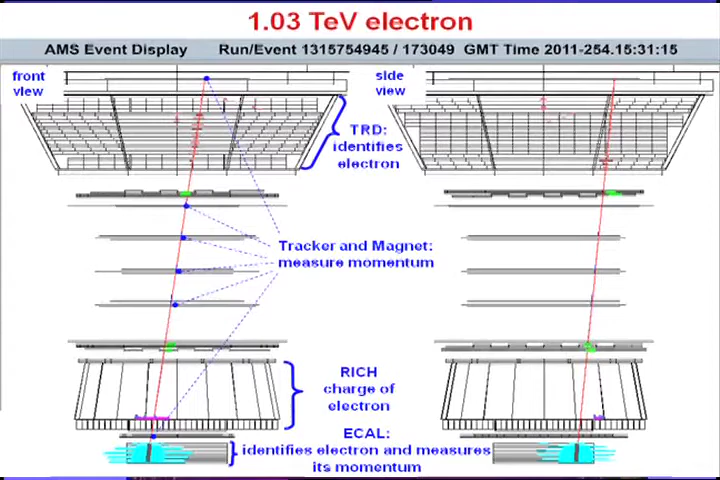 1.03 TeV electron
AMS Event Display Run/Event 1315754945 / 173049 GMT Time 2011-254.15:31:15
front
view
side
view
TRD:
identifies
electron
Tracker and Magnet:
measure momentum
RICH
charge of
electron
ECAL:
identifies electron and measures
its momentum